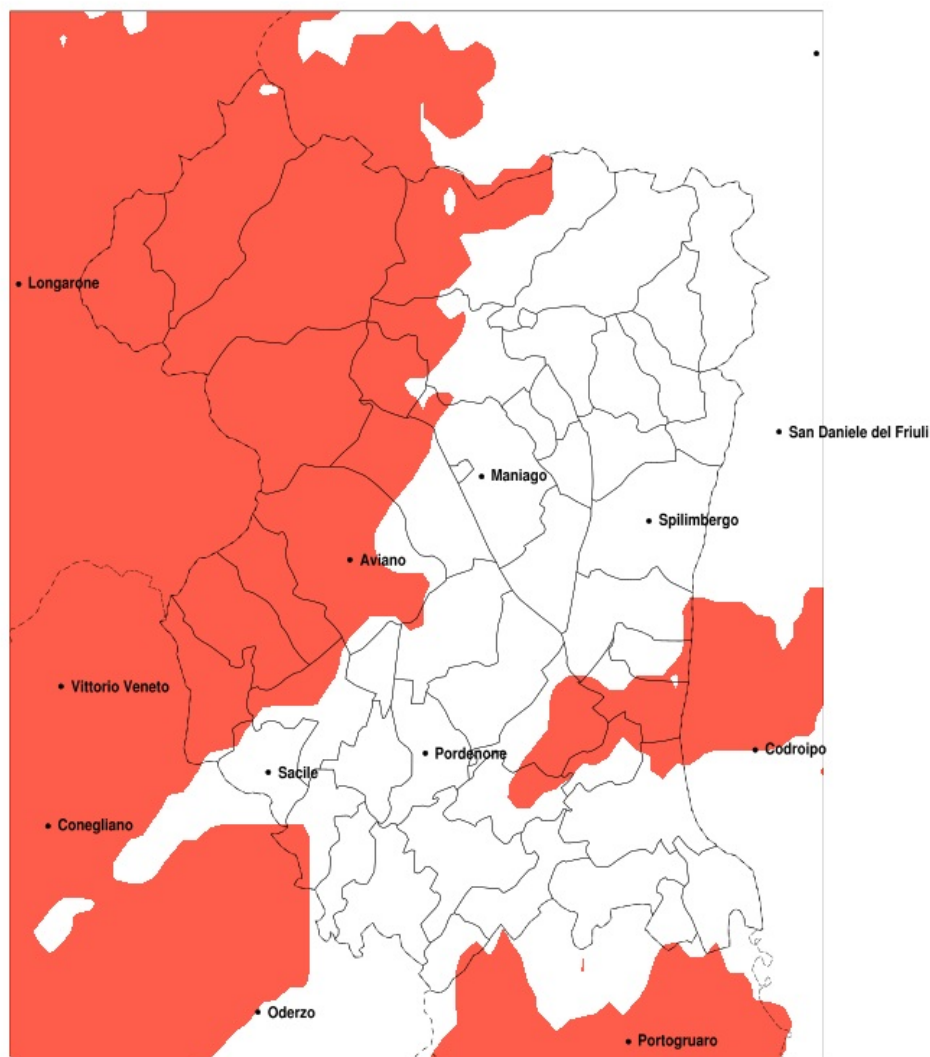 Longarone
San Daniele del Friuli
Maniago
Spilimbergo
Aviano
Vittorio Veneto
Pordenone
Codroipo
Sacile
Conegliano
Oderzo
Portogruaro